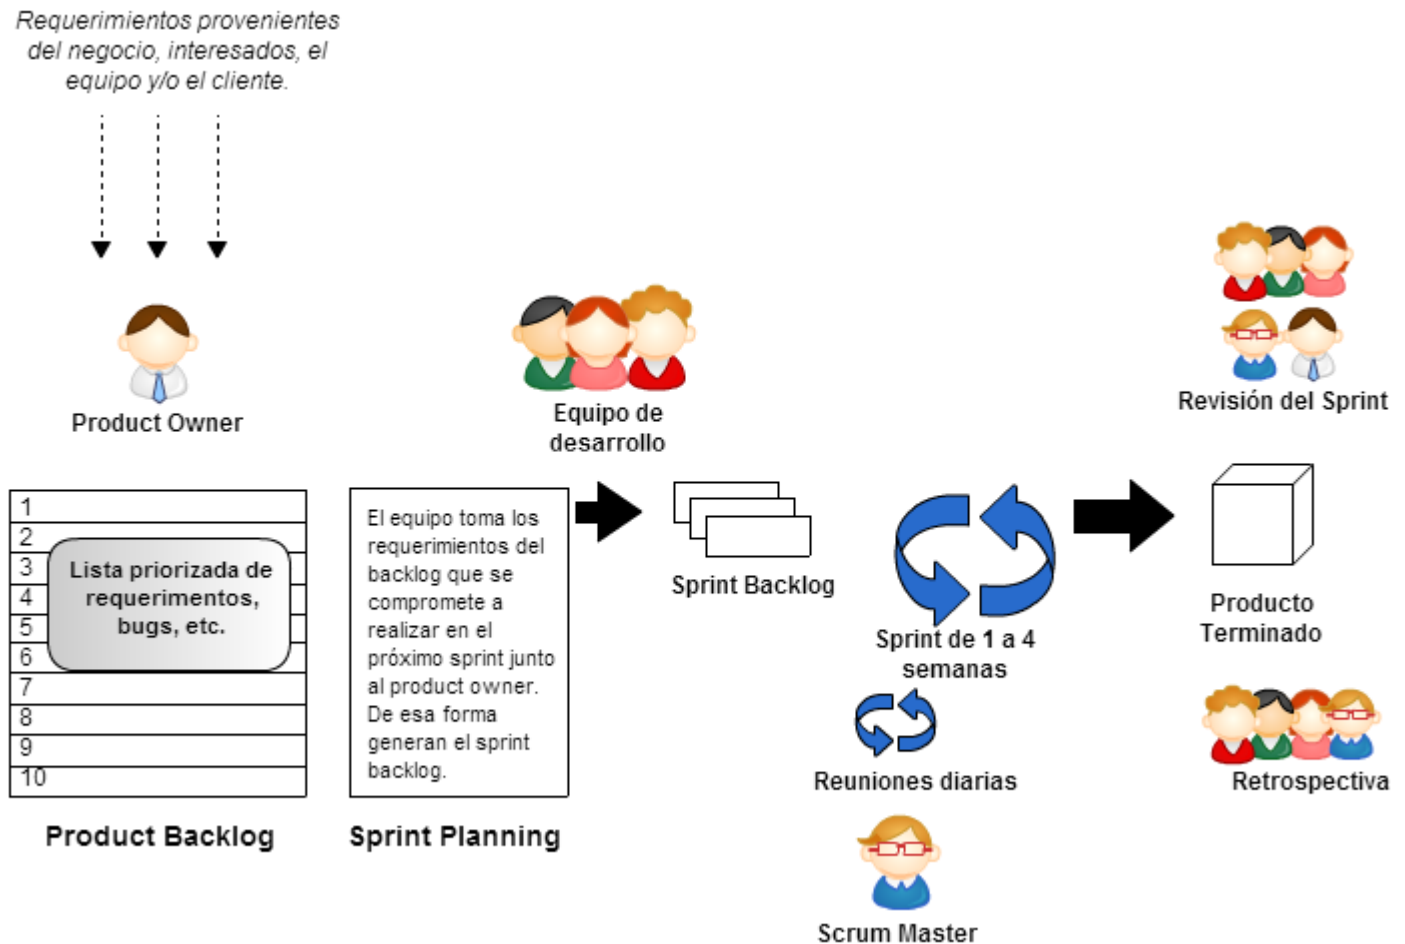 Requerimientos provenientes
del negocio, interesados, el
equipo y/o el cliente.
Product Owner
Equipo de
desarrollo
Revisión del Sprint
1
2
3
4
5
6
7
8
9
10
Lista priorizada de
requerimentos,
bugs, etc.
Product Backlog
El equipo toma los
requerimientos del
backlog que se
compromete a
realizar en el
próximo sprint junto
al product owner.
De esa forma
generan el sprint
backlog.
Sprint Planning
Sprint Backlog
Sprint de 1 a 4
semanas
Reuniones diarias
Scrum Master
Producto
Terminado
Retrospectiva